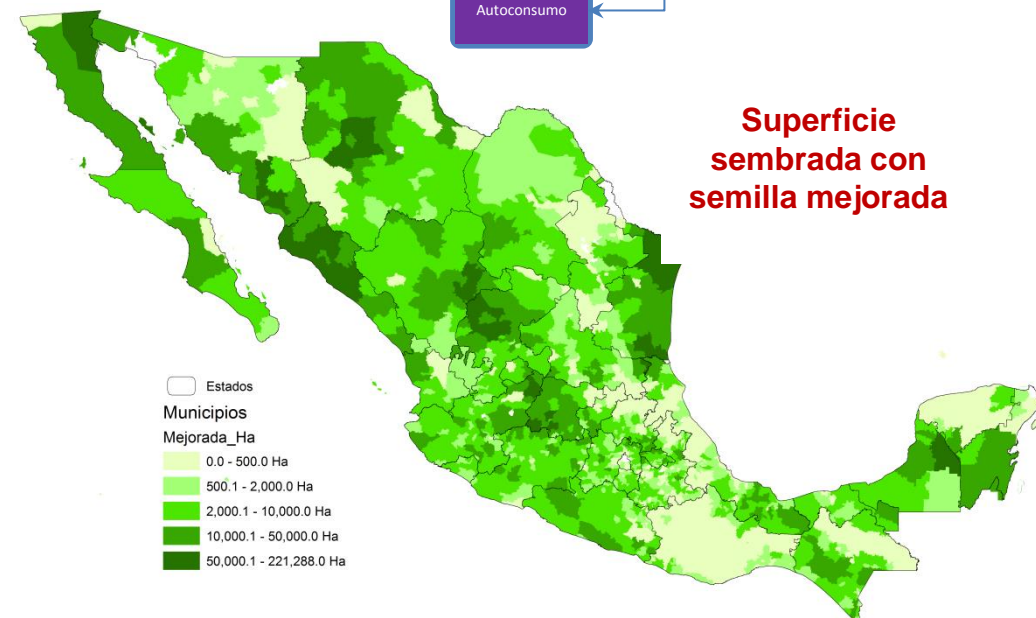 Autoconsumo
Superficie
sembrada con
semilla mejorada
Estados
Municipios
Mejorada_Ha
0.0 - 500.0 Ha
500.1 - 2,000.0 Ha
2,000.1 - 10,000.0 Ha
10,000.1 - 50,000.0 Ha
50,000.1 - 221,288.0 Ha